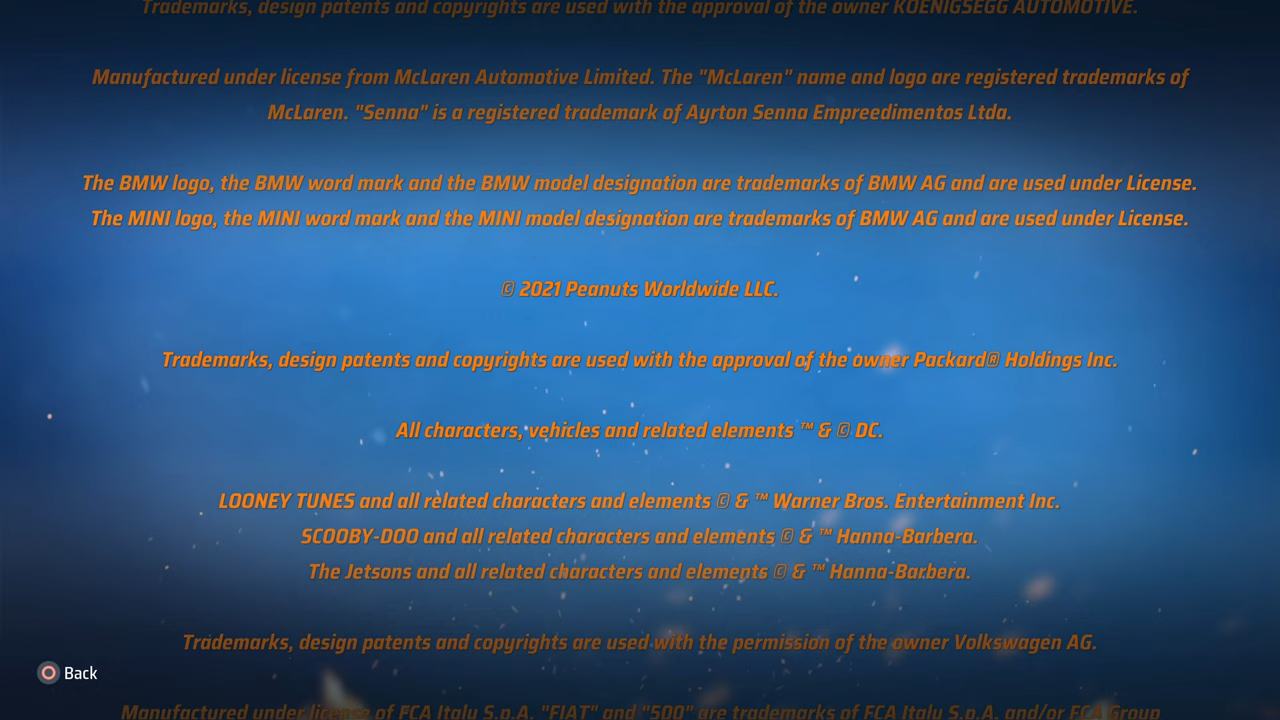 Trademarks, design patents and copyrights are used with the approval of the owner KOENIGSEGG AUTOMOTIVE.
Manufactured under license from McLaren Automotive Limited. The "McLaren" name and logo are registered trademarks of
McLaren. "Senna" is a registered trademark of Ayrton Senna Empreedimentos Ltda.
The BMW logo, the BMW word mark and the BMW model designation are trademarks of BMW AG and are used under License.
The MINI logo, the MINI word mark and the MINI model designation are trademarks of BMW AG and are used under License.
© 2021 Peanuts Worldwide LLC.
Trademarks, design patents and copyrights are used with the approval of the owner Packard® Holdings Inc.
All characters, vehicles and related elements ™ & © DC.
LOONEY TUNES and all related characters and elements © & ™ Warner Bros. Entertainment Inc.
SCOOBY-DOO and all related characters and elements © & ™ Hanna-Barbera.
The Jetsons and all related characters and elements © & ™ Hanna-Barbera.
Trademarks, design patents and copyrights are used with the permission of the owner Volkswagen AG.
Back
Manufactured under license of FCA Italy S.p.A. "FIAT" and "500" are trademarks of FCA Italy S.p.A. and/or FCA Group